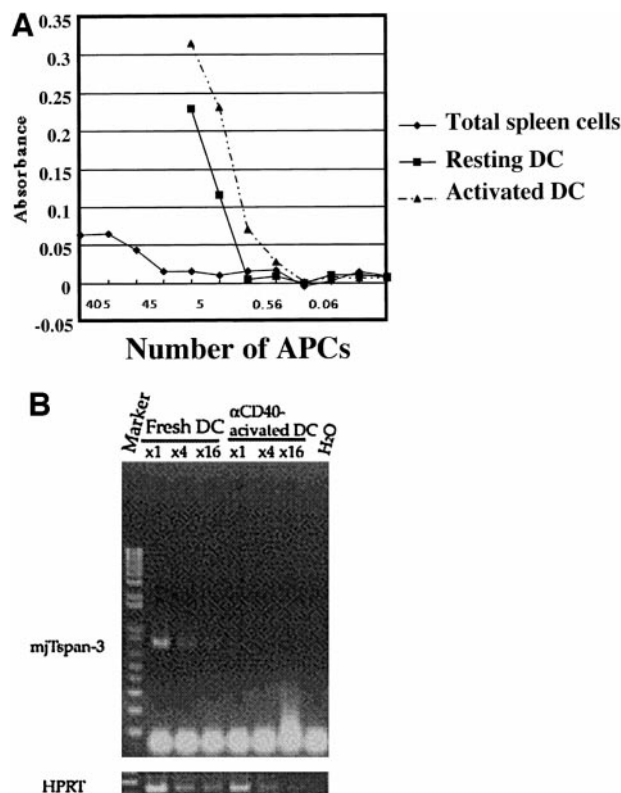 A
0.35
0.3
0.25
0.2
0.15
0.1
0.05
0
-0.05
Absorbance
405 45 5 0.56 0.06
Number of APCs
Total spleen cells
Resting DC
Activated DC
B
Marker
Fresh DC
x1 x4 x16
αCD40-
acivated DC
x1 x4 x16
H2O
mjTspan-3
HPRT